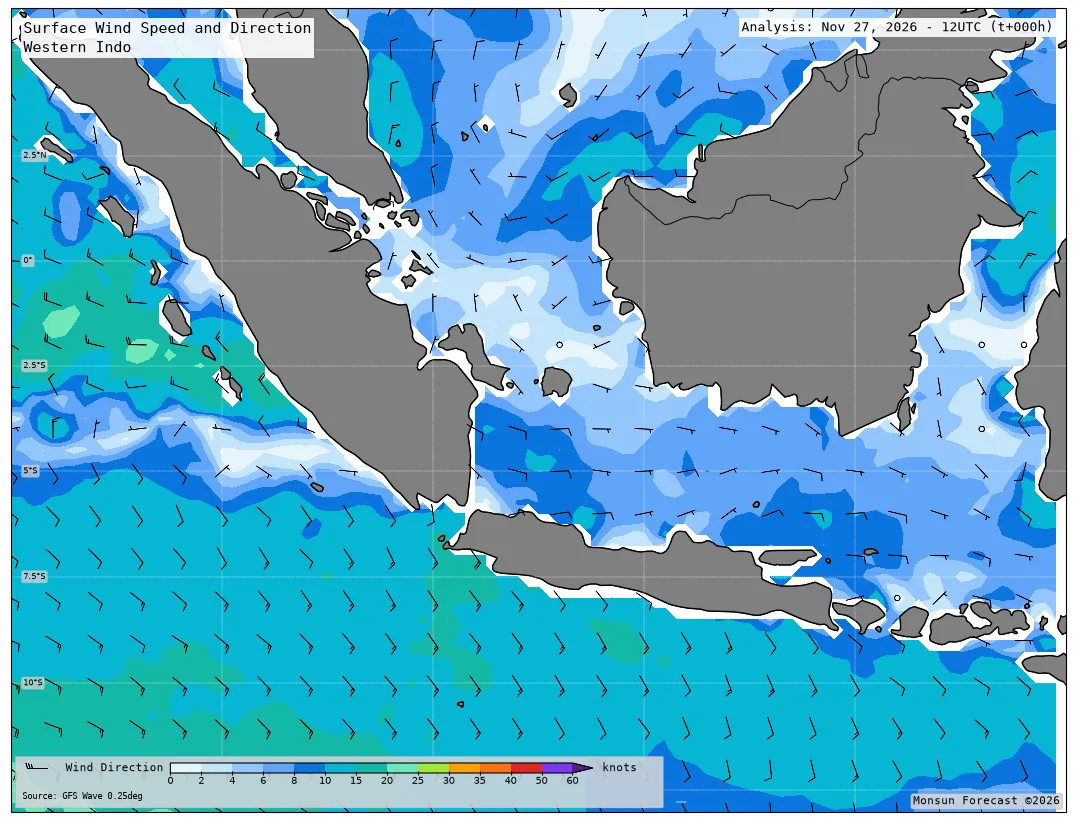 Surface Wind Speed and Direction
Western Indo
Analysis: Nov 27, 2026 - 12UTC (t+000h)
2.5°N
0°
2.5°S
5°S
7.5°S
10°S
Wind Direction
0 2 4 6 8 10 15 20 25 30 35 40 50 60 knots
Source: GFS Wave 0.25deg
Monsun Forecast ©2026